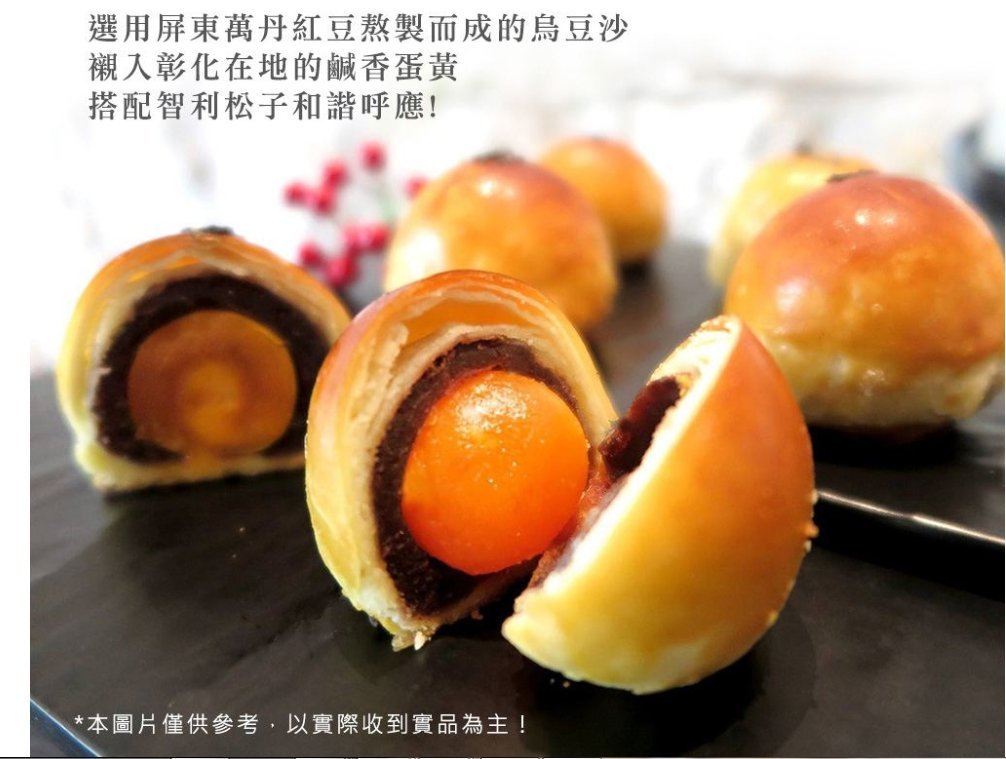 選用屏東萬丹紅豆熬製而成的烏豆沙
襯入彰化在地的鹹香蛋黃
搭配智利松子和諧呼應!
*本圖片僅供參考，以實際收到實品為主！